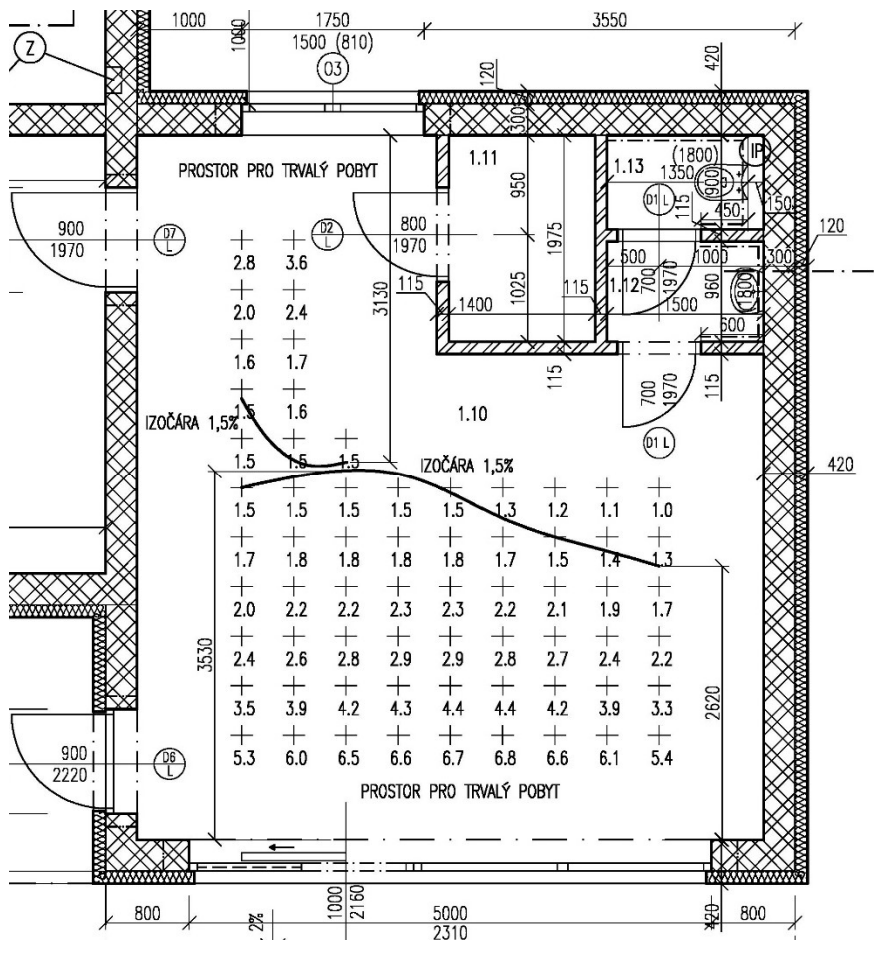 1000 1750 3550
1000
1500 (810)
03
Z
420
120
300
PROSTOR PRO TRVALÝ POBYT
1.11
1.13
(1800)
IP
1350
900
950
1975
D1 L
115
450
150
900
1970
D7
L
D2
L
800
1970
120
2.8 3.6
500 1000 300
700
1970
960
(1800)
3130
115
1400
1025
115
1.12
1500
2.0 2.4
600
1.6 1.7
115
700
1970
115
1.5 1.6
IZOČÁRA 1,5%
1.10
D1 L
1.5 1.5 1.5
IZOČÁRA 1,5%
420
1.5 1.5 1.5 1.5 1.5 1.3 1.2 1.1 1.0
1.7 1.8 1.8 1.8 1.8 1.7 1.5 1.4 1.3
2.0 2.2 2.2 2.3 2.3 2.2 2.1 1.9 1.7
3530
2.4 2.6 2.8 2.9 2.9 2.8 2.7 2.4 2.2
2620
3.5 3.9 4.2 4.3 4.4 4.4 4.2 3.9 3.3
900
2220
D6
L
5.3 6.0 6.5 6.6 6.7 6.8 6.6 6.1 5.4
PROSTOR PRO TRVALÝ POBYT
800
2%
1000
2160
5000
2310
420
800